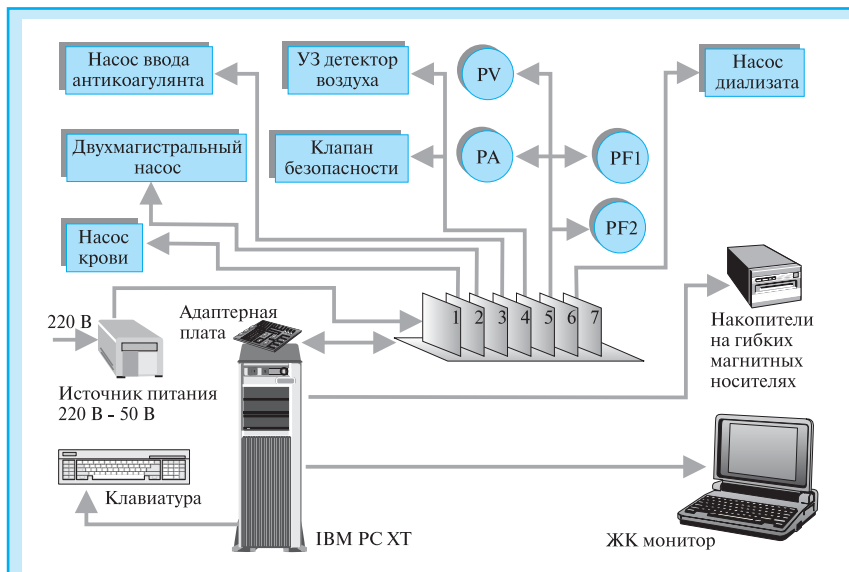 Насос ввода
антикоагулянта
УЗ детектор
воздуха
PV
Насос
диализата
Двухмагистральный
насос
Клапан
безопасности
PA
PF1
PF2
Насос
крови
1 2 3 4 5 6 7
220 В
Адаптерная
плата
Накопители
на гибких
магнитных
носителях
Источник питания
220 В - 50 В
Клавиатура
IBM PC XT
ЖК монитор